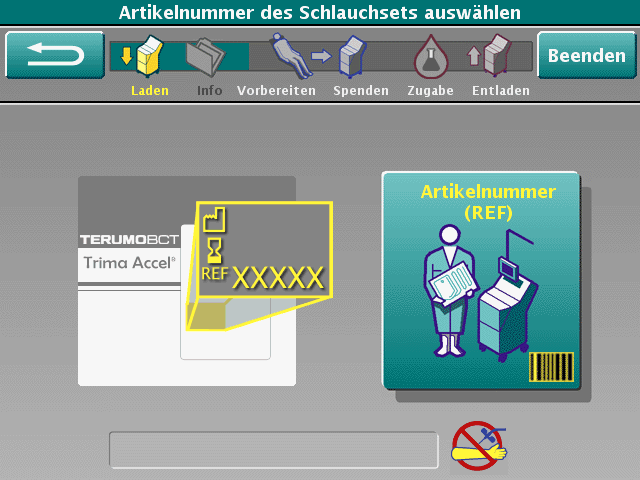 Artikelnummer des Schlauchsets auswählen
Beenden
Laden
Info
Vorbereiten
Spenden
Zugabe
Entladen
TERUMOBCT
Trima Accel®
REF XXXXX
Artikelnummer
(REF)